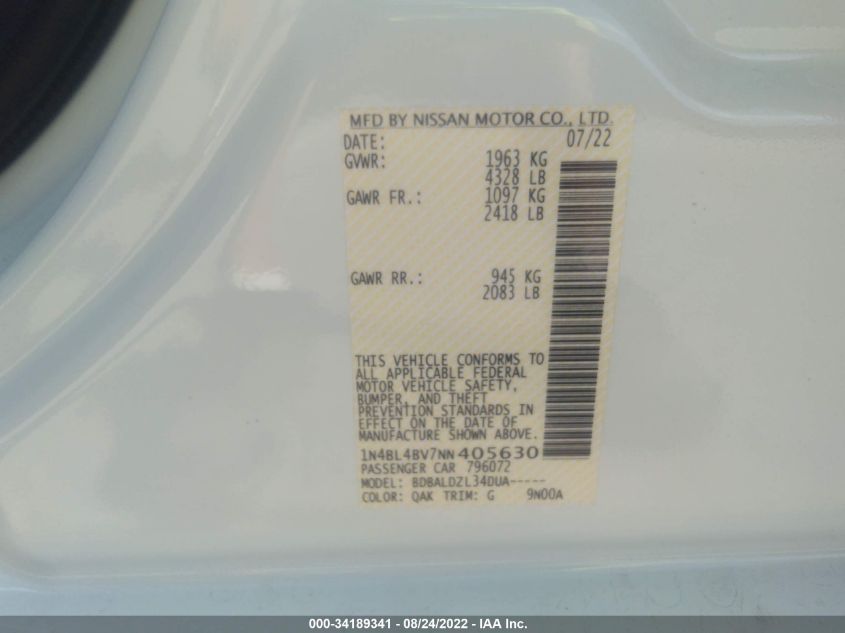 MFD BY NISSAN MOTOR CO., LTD.
DATE: 07/22
GVWR: 1963 KG
4328 LB
GAWR FR.: 1097 KG
2418 LB
GAWR RR.: 945 KG
2083 LB
THIS VEHICLE CONFORMS TO
ALL APPLICABLE FEDERAL
MOTOR VEHICLE SAFETY,
BUMPER, AND THEFT
PREVENTION STANDARDS IN
EFFECT ON THE DATE OF
MANUFACTURE SHOWN ABOVE.
1N4BL4BV7NN405630
PASSENGER CAR 796072
MODEL: BDBALDZL34DUA-----
COLOR: QAK TRIM: G 9N00A
000-34189341 - 08/24/2022 - IAA Inc.